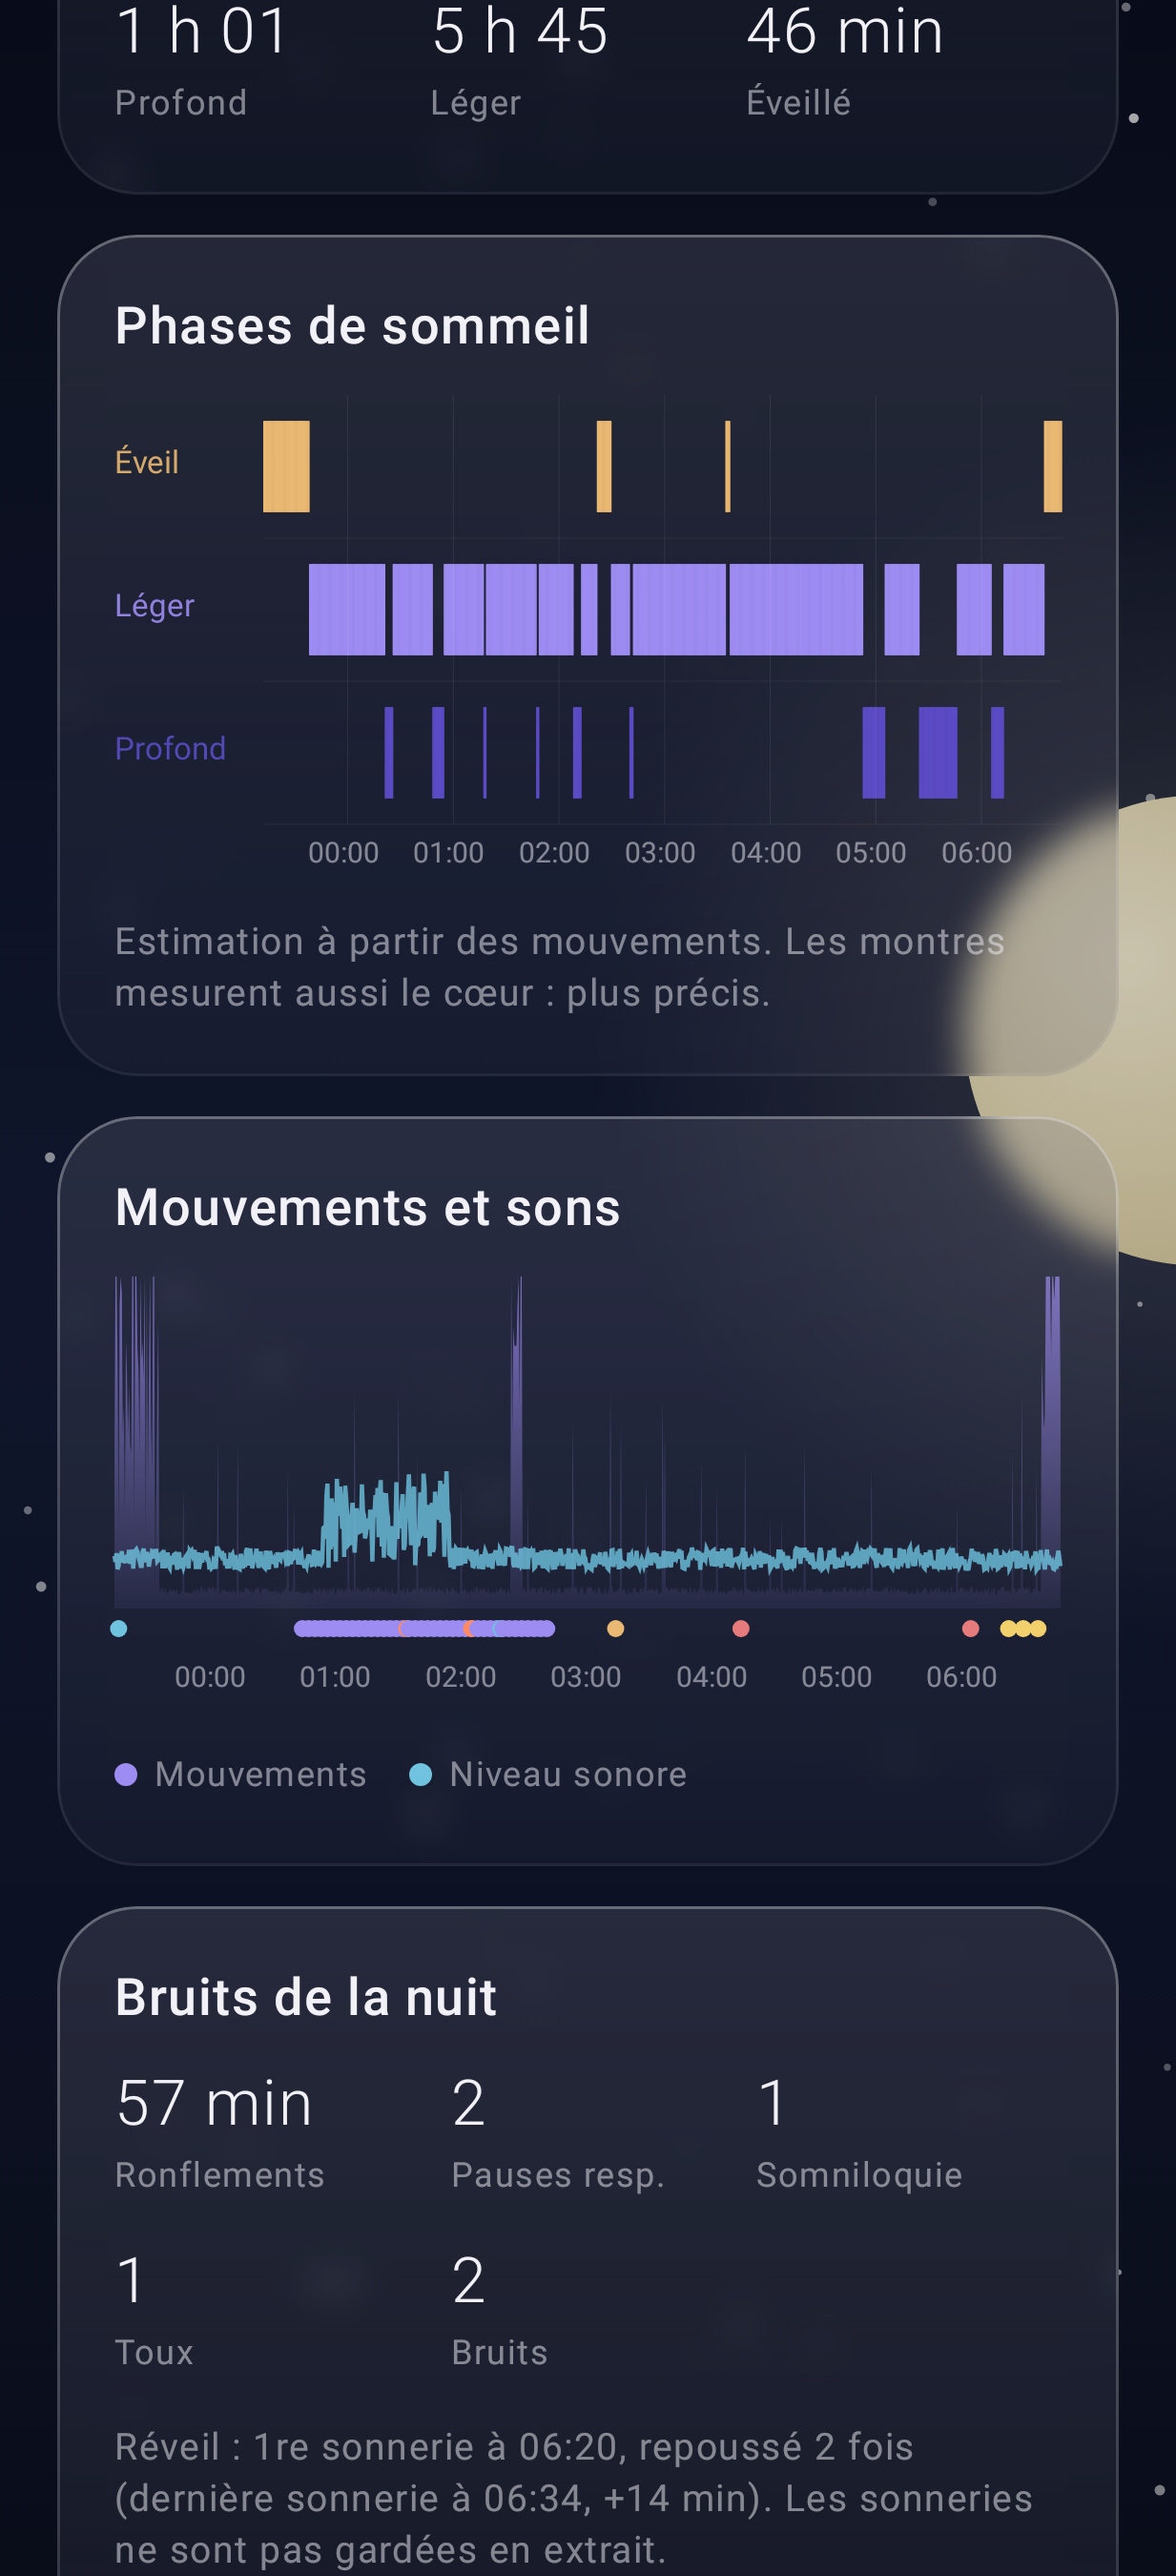 1 h 01 5 h 45 46 min
Profond Léger Éveillé
Phases de sommeil
Éveil
Léger
Profond
00:00 01:00 02:00 03:00 04:00 05:00 06:00
Estimation à partir des mouvements. Les montres
mesurent aussi le cœur : plus précis.
Mouvements et sons
00:00 01:00 02:00 03:00 04:00 05:00 06:00
Mouvements Niveau sonore
Bruits de la nuit
57 min 2 1
Ronflements Pauses resp. Somniloquie
1 2
Toux Bruits
Réveil : 1re sonnerie à 06:20, repoussé 2 fois
(dernière sonnerie à 06:34, +14 min). Les sonneries
ne sont pas gardées en extrait.